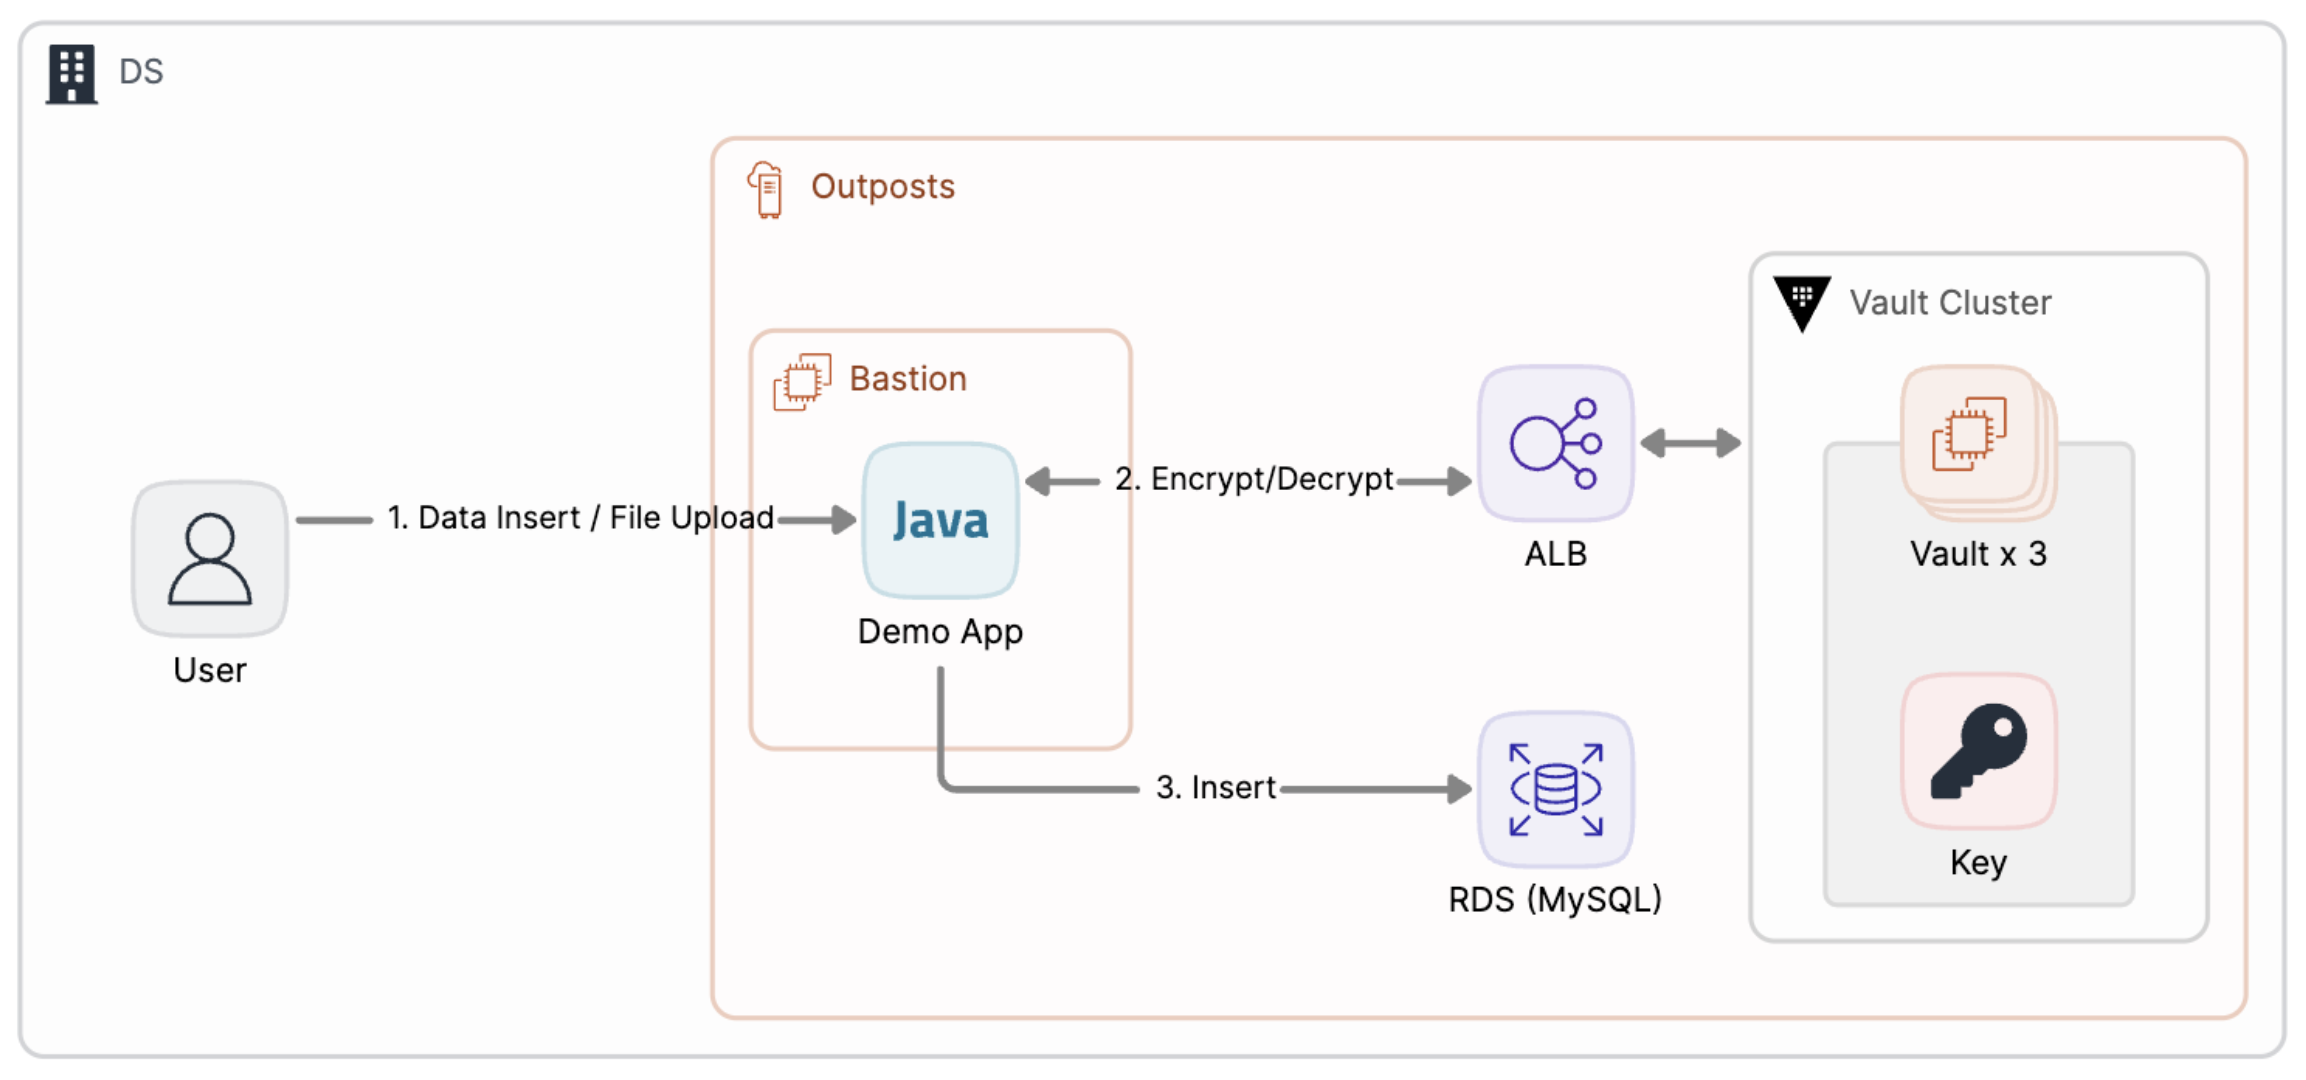 DS
Outposts
Vault Cluster
Bastion
1. Data Insert / File Upload
Java
2. Encrypt/Decrypt
Demo App
ALB
Vault x 3
User
3. Insert
RDS (MySQL)
Key